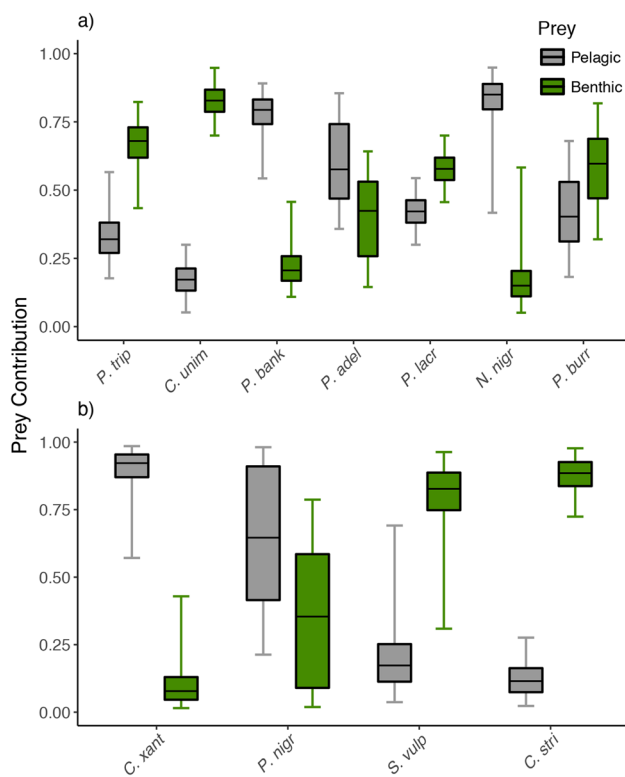 a)
Prey
Pelagic
Benthic
1.00
0.75
0.50
0.25
0.00
P. trip
C. unim
P. bank
P. adel
P. lacr
N. nigr
P. burr
Prey Contribution
b)
1.00
0.75
0.50
0.25
0.00
C. xant
P. nigr
S. vulp
C. stri